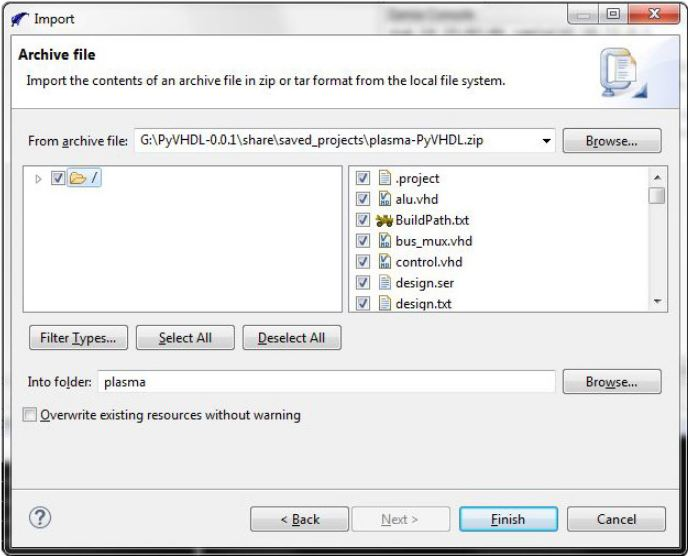 Import
Archive file
Import the contents of an archive file in zip or tar format from the local file system.
From archive file: G:\PyVHDL-0.0.1\share\saved_projects\plasma-PyVHDL.zip Browse...
/
.project
alu.vhd
BuildPath.txt
bus_mux.vhd
control.vhd
design.ser
design.txt
Filter Types... Select All Deselect All
Into folder: plasma Browse...
Overwrite existing resources without warning
? < Back Next > Finish Cancel